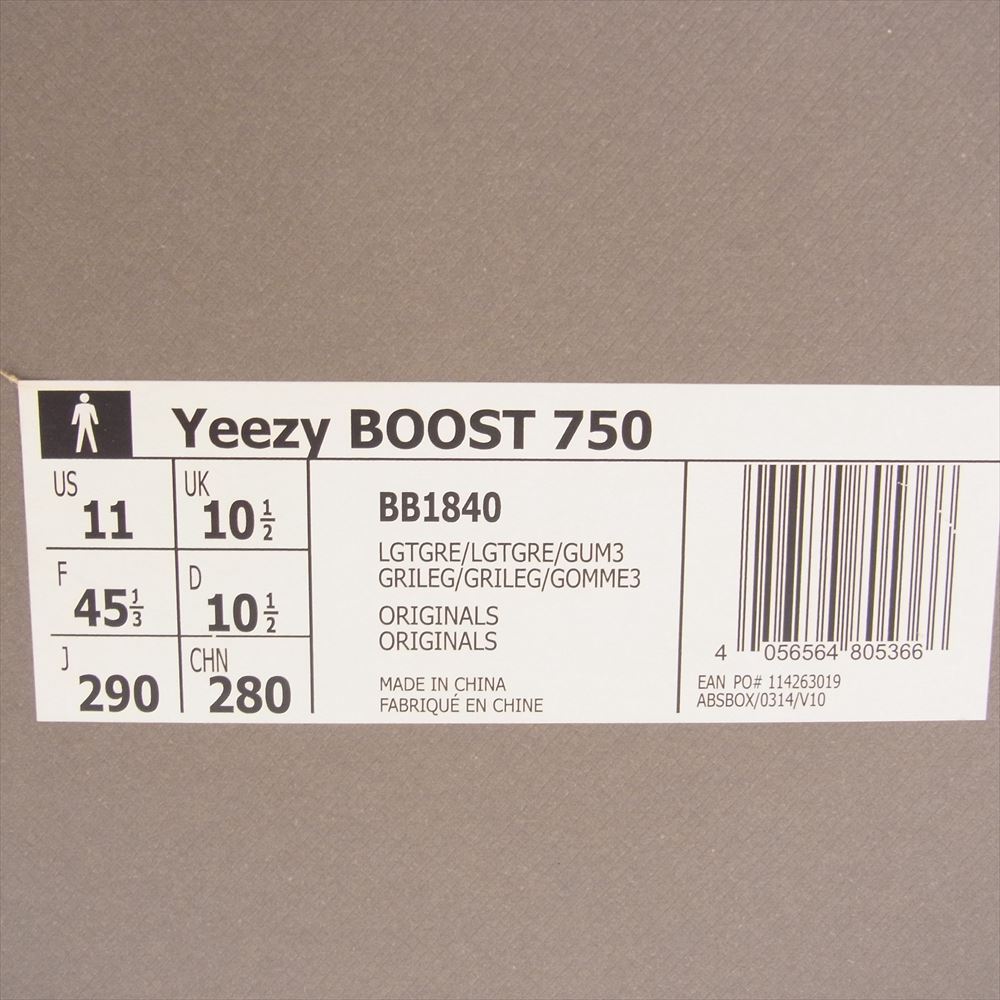 Yeezy BOOST 750
US 11
UK 10 1/2
F 45 1/3
D 10 1/2
J 290
CHN 280
BB1840
LGTGRE/LGTGRE/GUM3
GRILEG/GRILEG/GOMME3
ORIGINALS
ORIGINALS
MADE IN CHINA
FABRIQUÉ EN CHINE
4 056564 805366
EAN PO# 114263019
ABSBOX/0314/V10